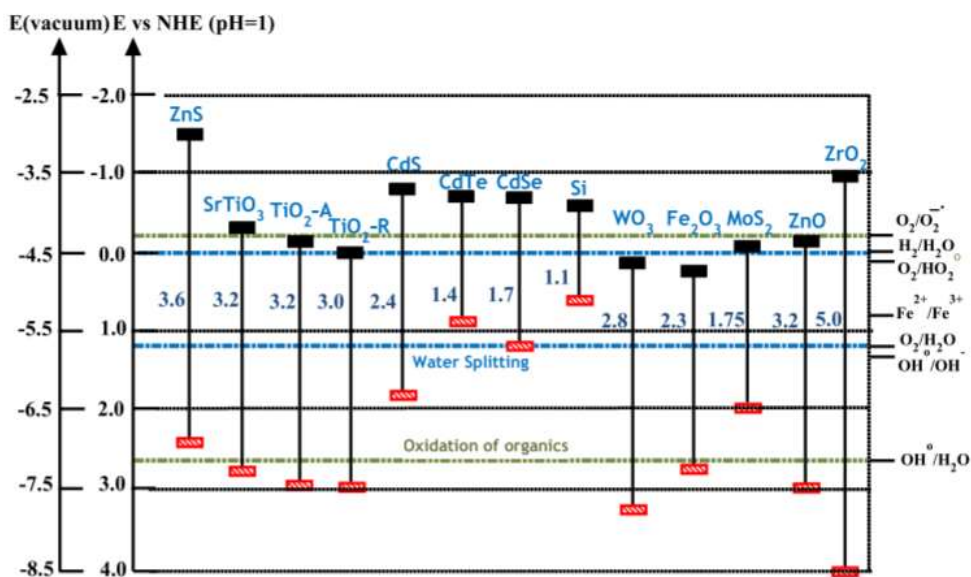 E(vacuum) E vs NHE (pH=1)
-2.5 -2.0
ZnS
-3.5 -1.0
CdS CdTe CdSe Si ZrO₂
SrTiO₃ TiO₂-A TiO₂-R WO₃ Fe₂O₃ MoS₂ ZnO
O₂/O₂⁻˙
H₂/H₂O
-4.5 0.0
O₂/HO₂°
3.6 3.2 3.2 3.0 2.4 1.4 1.7 1.1 2.8 2.3 1.75 3.2 5.0
Fe²⁺/Fe³⁺
-5.5 1.0
O₂/H₂O
Water Splitting
OH°/OH⁻
-6.5 2.0
Oxidation of organics
OH°/H₂O
-7.5 3.0
-8.5 4.0